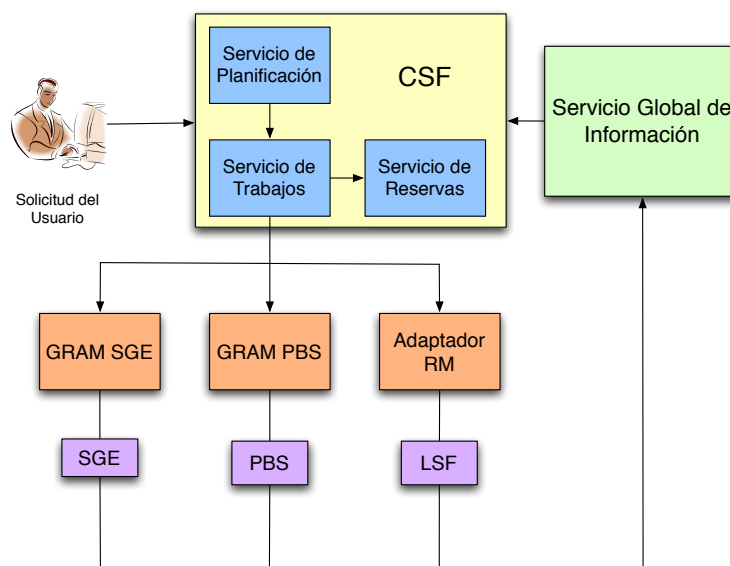 Servicio de
Planificación
CSF
Servicio Global de
Información
Servicio de
Trabajos
Servicio de
Reservas
Solicitud del
Usuario
GRAM SGE
GRAM PBS
Adaptador
RM
SGE
PBS
LSF